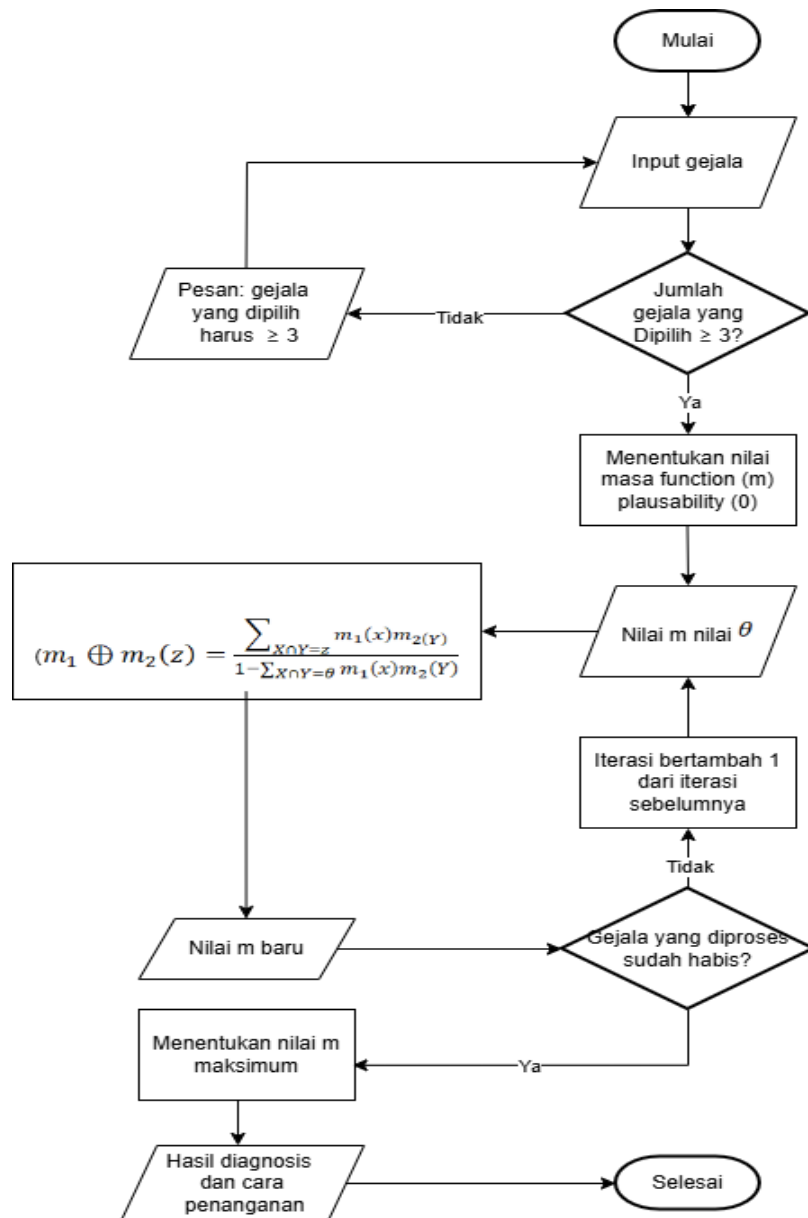 Mulai
Input gejala
Jumlah
gejala yang
Dipilih ≥ 3?
Tidak
Pesan: gejala
yang dipilih
harus ≥ 3
Ya
Menentukan nilai
masa function (m)
plausability (0)
Nilai m nilai θ
(m₁ ⊕ m₂(z) = ∑_{X∩Y=z} m₁(x)m₂(Y) / 1−∑_{X∩Y=θ} m₁(x)m₂(Y)
Iterasi bertambah 1
dari iterasi
sebelumnya
Tidak
Nilai m baru
Gejala yang diproses
sudah habis?
Ya
Menentukan nilai m
maksimum
Hasil diagnosis
dan cara
penanganan
Selesai